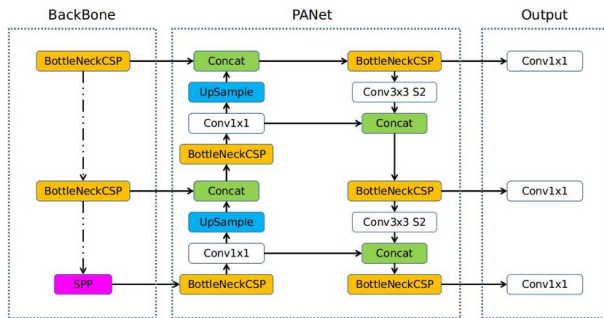 BackBone PANet Output
BottleNeckCSP Concat BottleNeckCSP Conv1x1
UpSample Conv3x3 S2
Conv1x1 Concat
BottleNeckCSP
BottleNeckCSP Concat BottleNeckCSP Conv1x1
UpSample Conv3x3 S2
Conv1x1 Concat
SPP BottleNeckCSP BottleNeckCSP Conv1x1